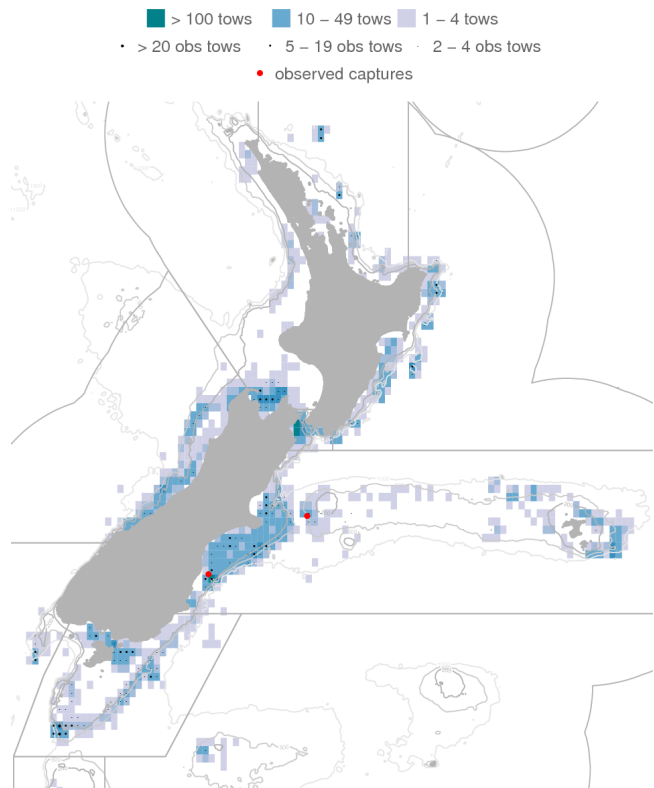 > 100 tows 10 − 49 tows 1 − 4 tows
> 20 obs tows 5 − 19 obs tows 2 − 4 obs tows
observed captures